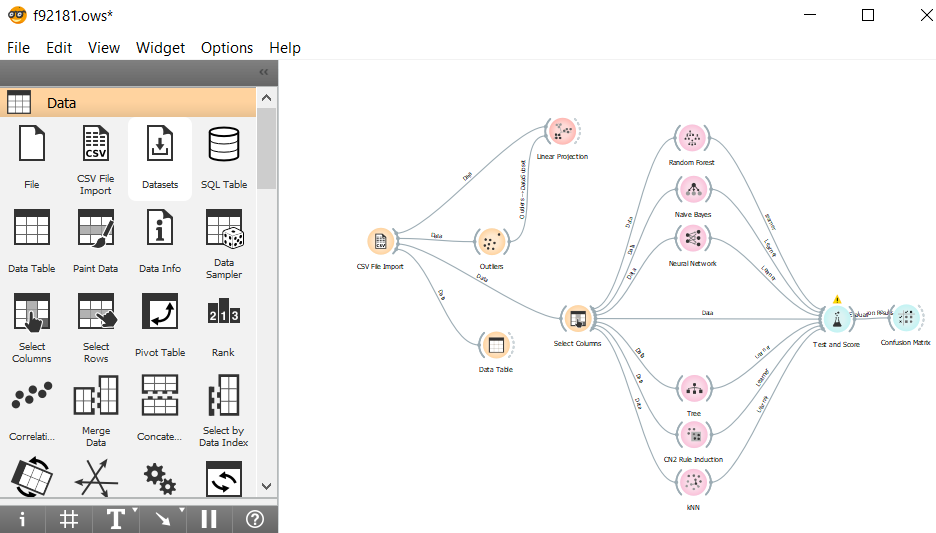 f92181.ows*
File Edit View Widget Options Help
«
Data
File
CSV File
Import
Datasets
SQL Table
CSV
Data Table
Paint Data
Data Info
Data
Sampler
Select
Columns
Select
Rows
Pivot Table
Rank
2 1 3
Correlati...
Merge
Data
Concate...
Select by
Data Index
CSV File Import
Data
Data
Data
Data
Outliers
Outliers → Data Subset
Linear Projection
Data Table
Select Columns
Data
Data
Data
Data
Data
Data
Data
Random Forest
Naive Bayes
Neural Network
Tree
CN2 Rule Induction
kNN
Learner
Learner
Learner
Learner
Learner
Learner
Test and Score
Confusion Matrix